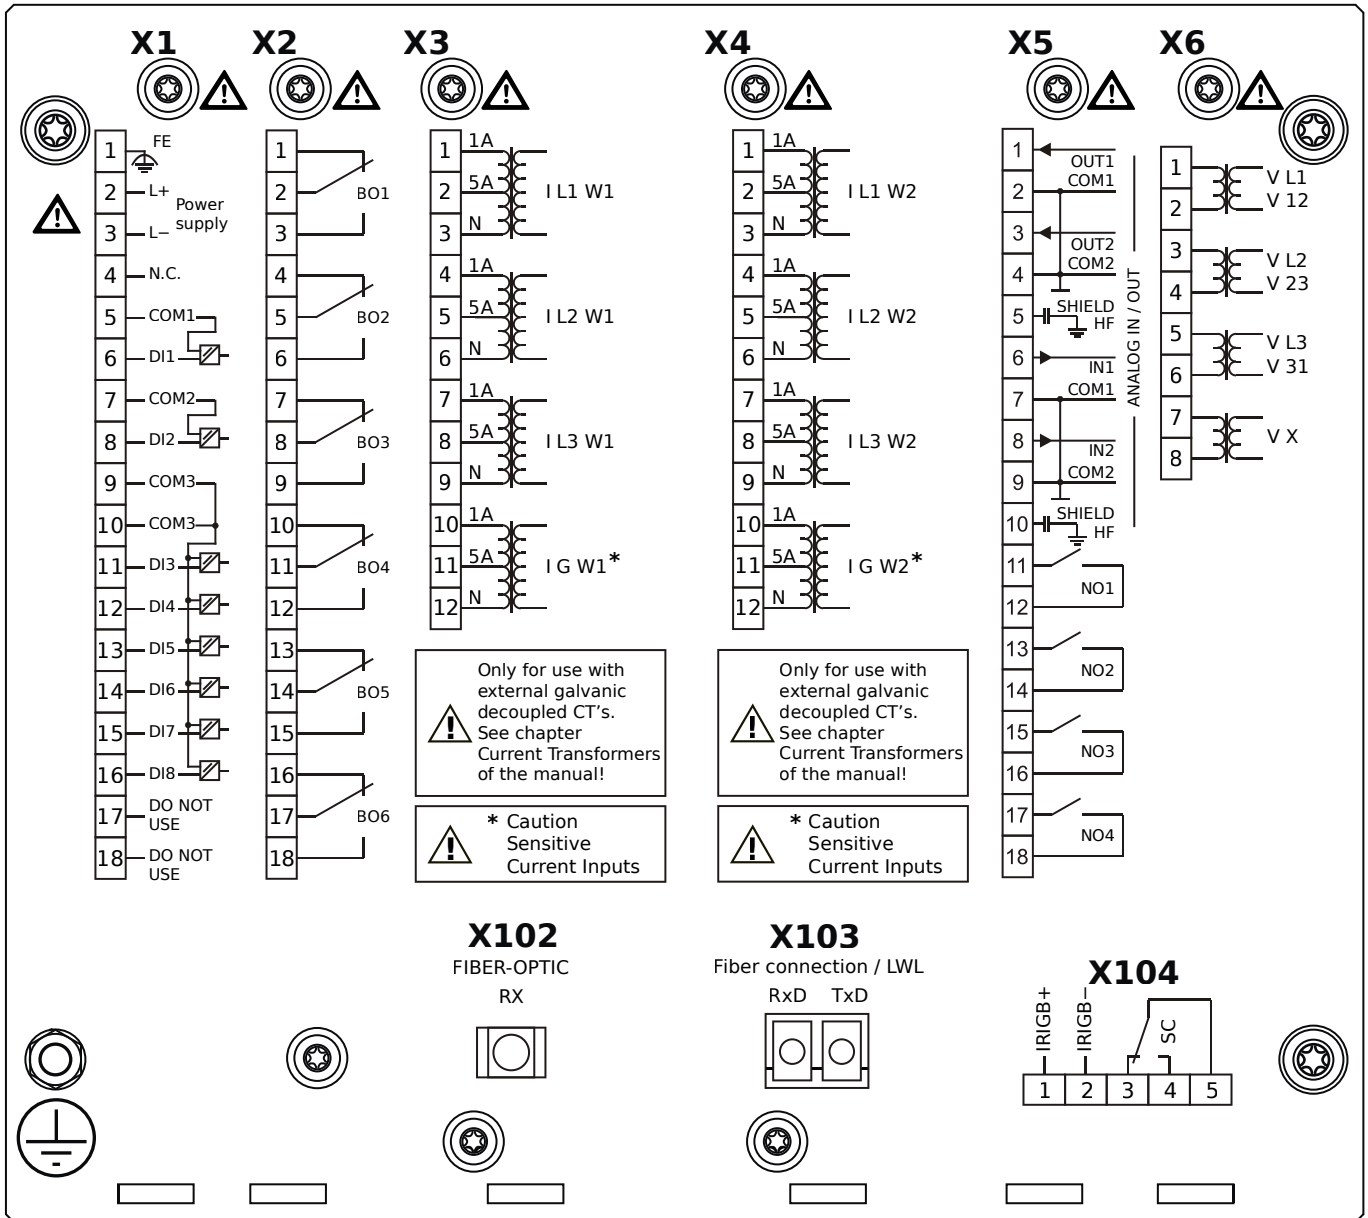 X1
X2
X3
X4
X5
X6
1
FE
2
L+
Power
supply
3
L−
4
N.C.
5
COM1
6
DI1
7
COM2
8
DI2
9
COM3
10
COM3
11
DI3
12
DI4
13
DI5
14
DI6
15
DI7
16
DI8
17
DO NOT
USE
18
DO NOT
USE
1
2
BO1
3
4
5
BO2
6
7
8
BO3
9
10
11
BO4
12
13
14
BO5
15
16
17
BO6
18
1
1A
2
5A
I L1 W1
3
N
4
1A
5
5A
I L2 W1
6
N
7
1A
8
5A
I L3 W1
9
N
10
1A
11
5A
I G W1*
12
N
Only for use with
external galvanic
decoupled CT's.
See chapter
Current Transformers
of the manual!
* Caution
Sensitive
Current Inputs
1
1A
2
5A
I L1 W2
3
N
4
1A
5
5A
I L2 W2
6
N
7
1A
8
5A
I L3 W2
9
N
10
1A
11
5A
I G W2*
12
N
Only for use with
external galvanic
decoupled CT's.
See chapter
Current Transformers
of the manual!
* Caution
Sensitive
Current Inputs
1
OUT1
2
COM1
3
OUT2
4
COM2
5
SHIELD
HF
6
IN1
7
COM1
8
IN2
9
COM2
10
SHIELD
HF
ANALOG IN / OUT
11
NO1
12
13
NO2
14
15
NO3
16
17
NO4
18
1
V L1
2
V 12
3
V L2
4
V 23
5
V L3
6
V 31
7
V X
8
X102
FIBER-OPTIC
RX
X103
Fiber connection / LWL
RxD TxD
X104
IRIGB+
IRIGB−
SC
1 2 3 4 5